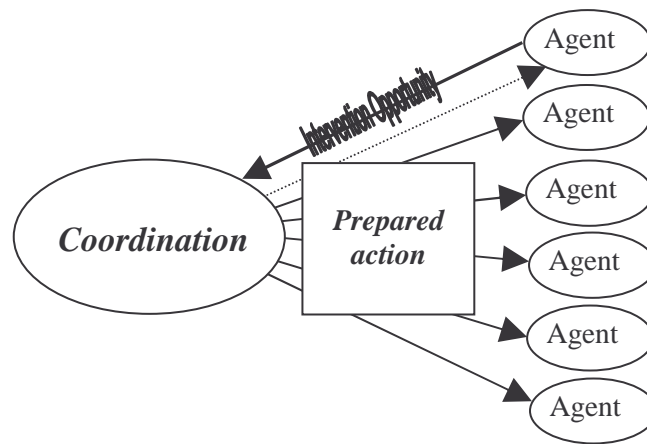 Agent
Intervention Opportunity
Agent
Agent
Coordination
Prepared
action
Agent
Agent
Agent